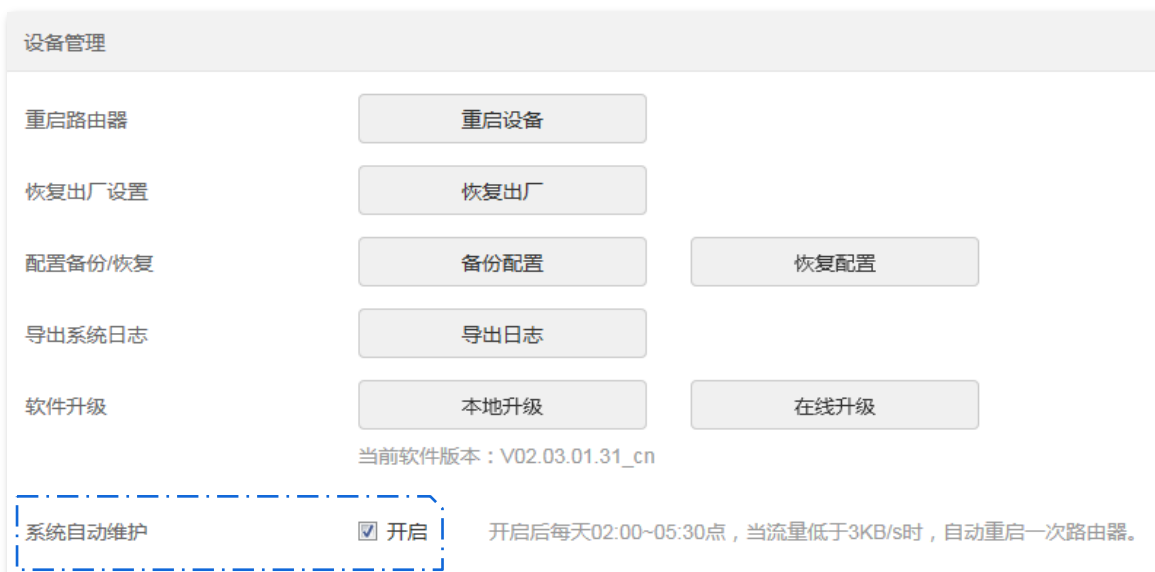 设备管理
重启路由器 重启设备
恢复出厂设置 恢复出厂
配置备份/恢复 备份配置 恢复配置
导出系统日志 导出日志
软件升级 本地升级 在线升级
当前软件版本：V02.03.01.31_cn
系统自动维护 开启 开启后每天02:00~05:30点，当流量低于3KB/s时，自动重启一次路由器。